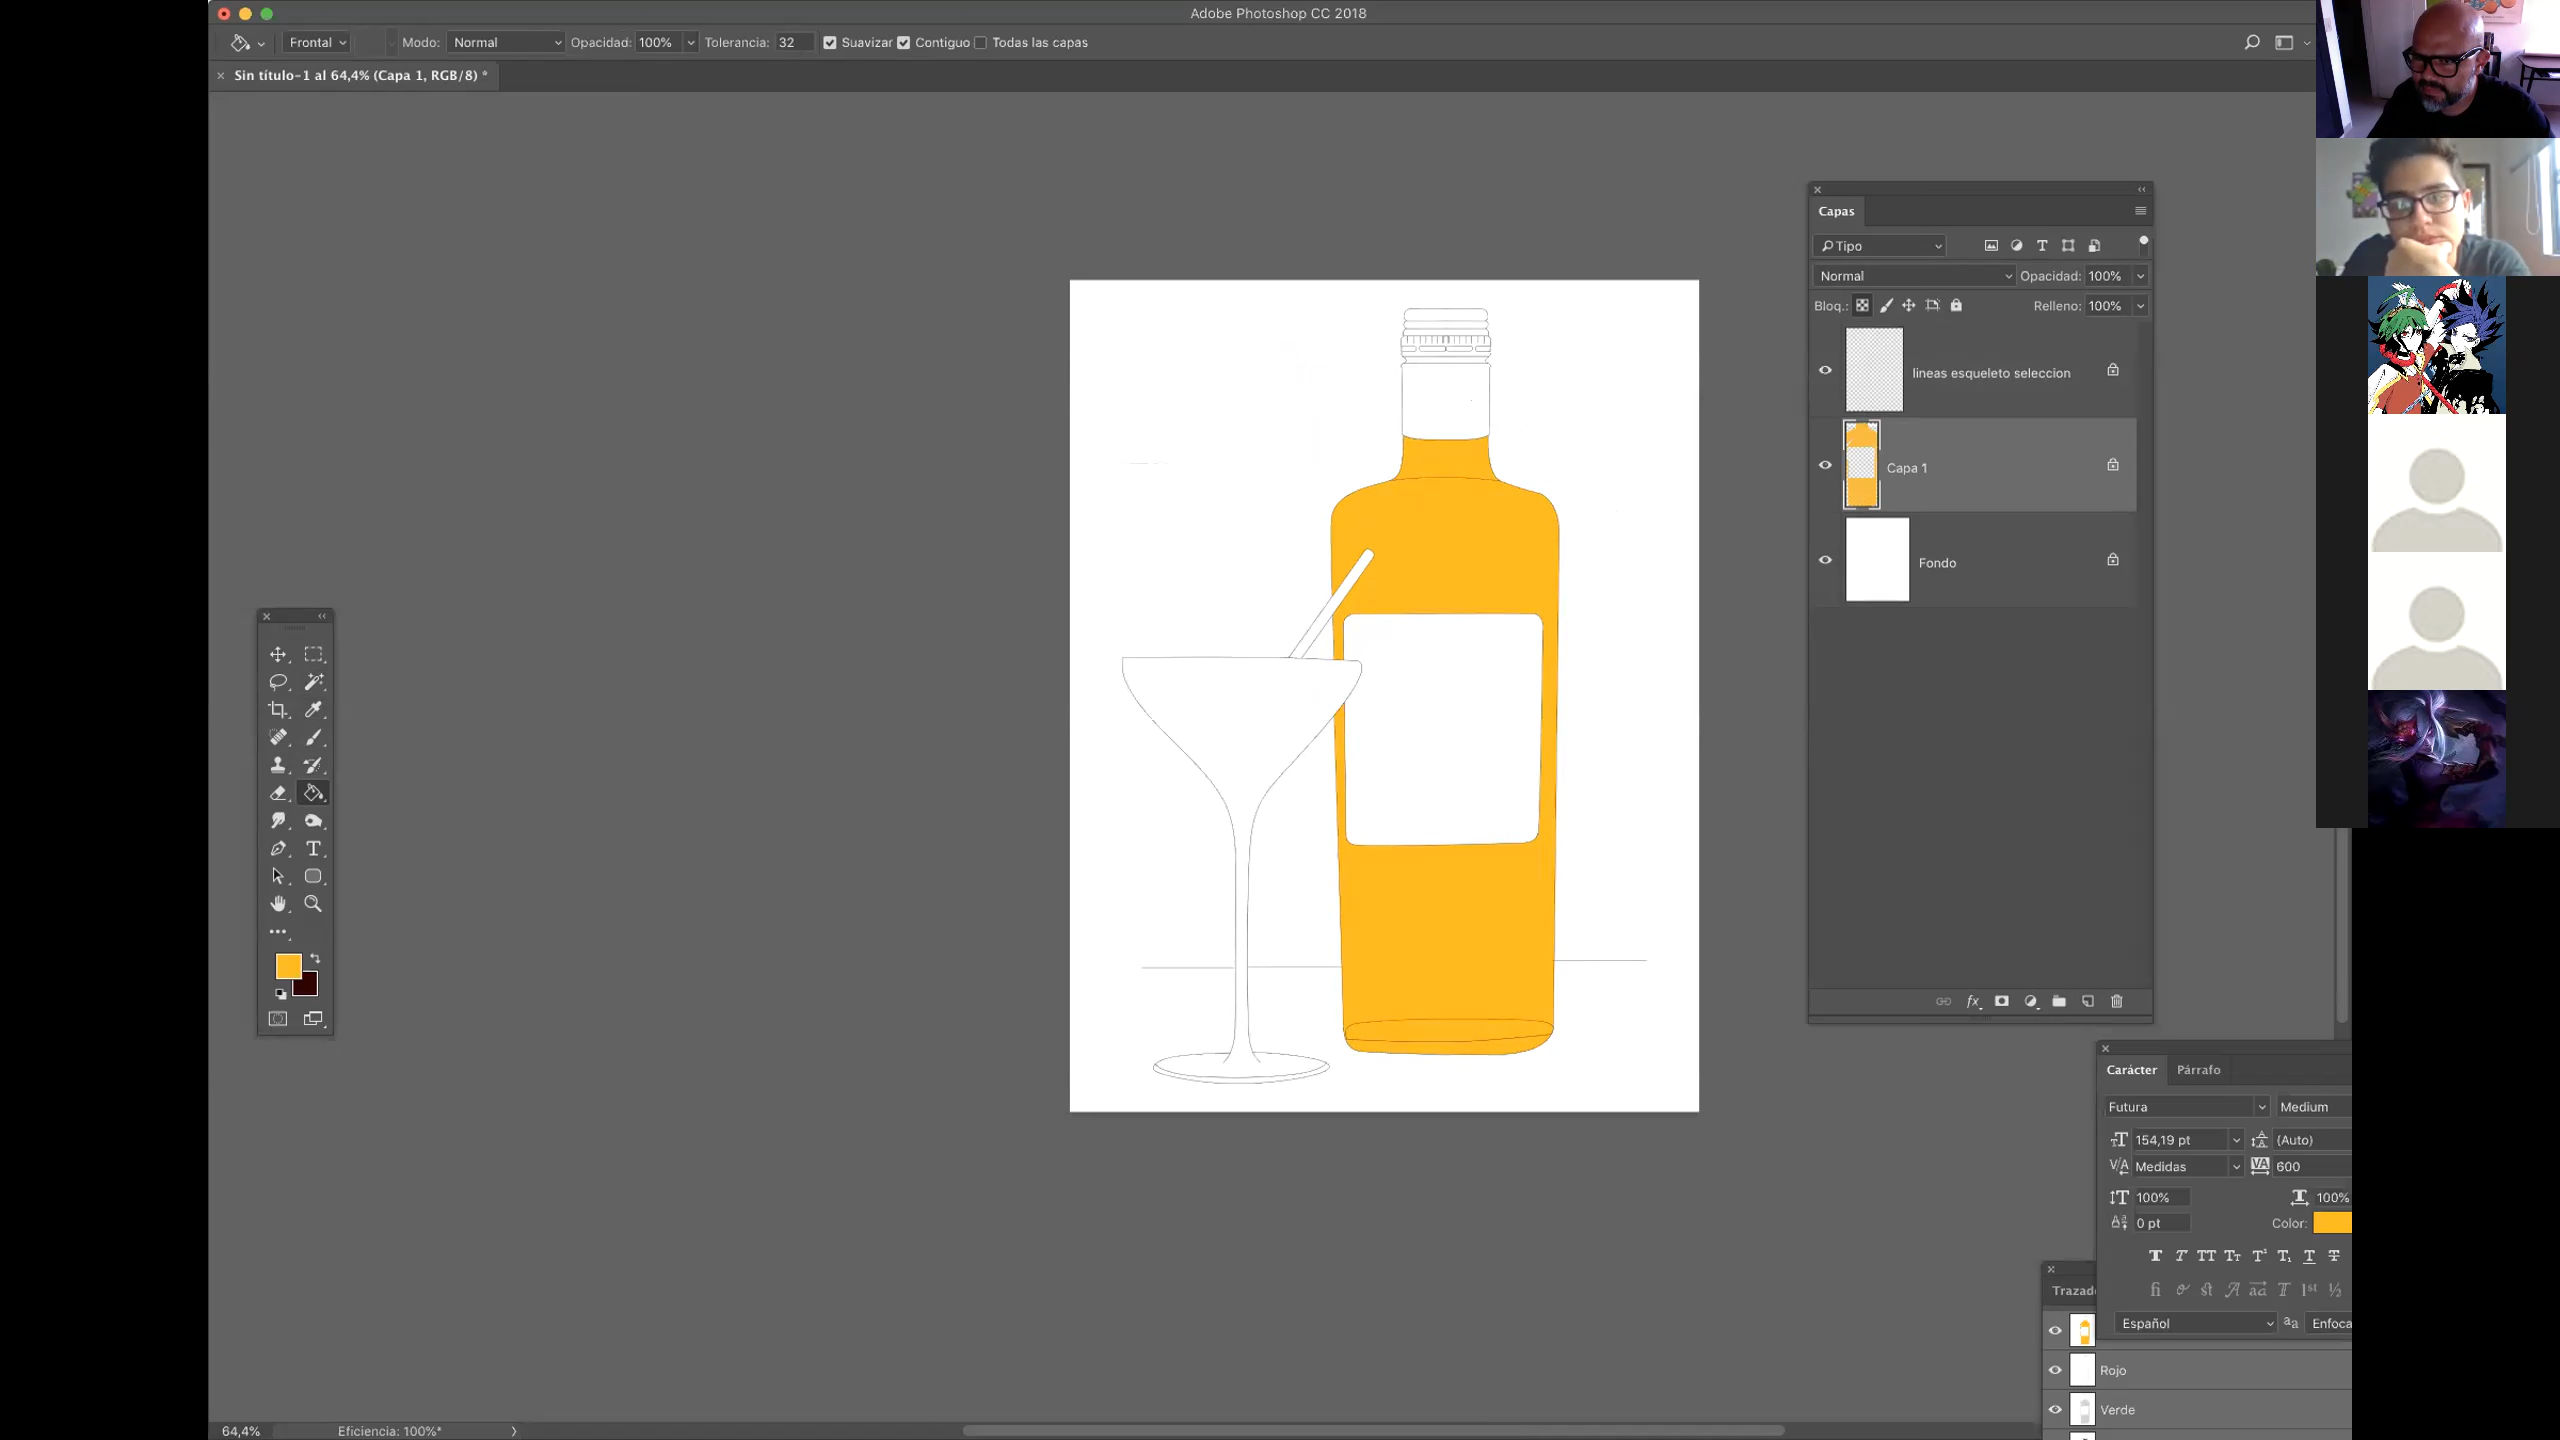 Adobe Photoshop CC 2018
Frontal Modo: Normal Opacidad: 100% Tolerancia: 32 Suavizar Contiguo Todas las capas
Sin título-1 al 64,4% (Capa 1, RGB/8) *
Capas
Tipo
Normal Opacidad: 100%
Bloq.: Relleno: 100%
lineas esqueleto seleccion
Capa 1
Fondo
Carácter Párrafo
Futura Medium
154,19 pt (Auto)
Medidas 600
100% 100%
0 pt Color:
Español aa Enfoca
Trazad
Rojo
Verde
64,4% Eficiencia: 100%*